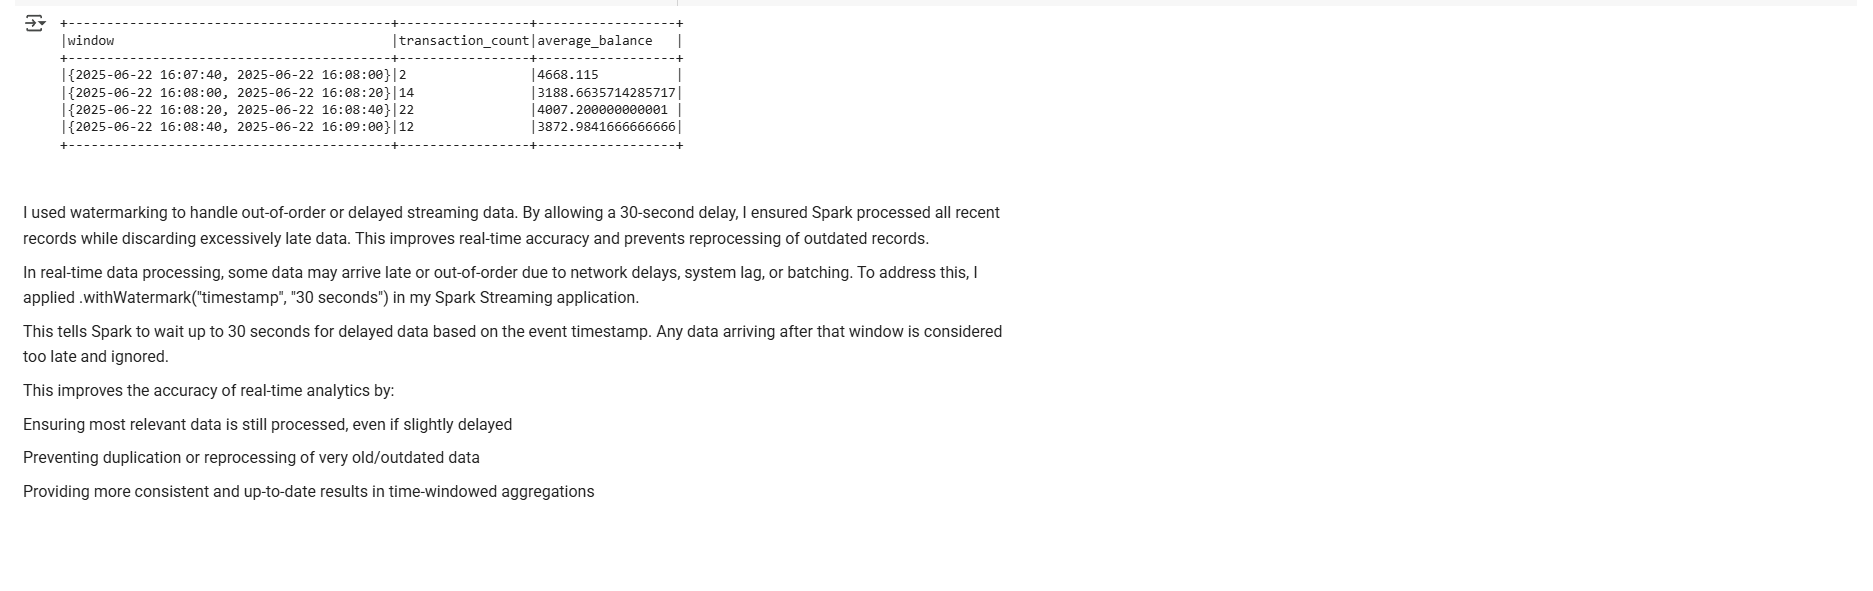 +------------------------------------------+-----------------+------------------+
|window                                    |transaction_count|average_balance   |
+------------------------------------------+-----------------+------------------+
|{2025-06-22 16:07:40, 2025-06-22 16:08:00}|2                |4668.115          |
|{2025-06-22 16:08:00, 2025-06-22 16:08:20}|14               |3188.6635714285717|
|{2025-06-22 16:08:20, 2025-06-22 16:08:40}|22               |4007.200000000001 |
|{2025-06-22 16:08:40, 2025-06-22 16:09:00}|12               |3872.9841666666666|
+------------------------------------------+-----------------+------------------+
I used watermarking to handle out-of-order or delayed streaming data. By allowing a 30-second delay, I ensured Spark processed all recent
records while discarding excessively late data. This improves real-time accuracy and prevents reprocessing of outdated records.
In real-time data processing, some data may arrive late or out-of-order due to network delays, system lag, or batching. To address this, I
applied .withWatermark("timestamp", "30 seconds") in my Spark Streaming application.
This tells Spark to wait up to 30 seconds for delayed data based on the event timestamp. Any data arriving after that window is considered
too late and ignored.
This improves the accuracy of real-time analytics by:
Ensuring most relevant data is still processed, even if slightly delayed
Preventing duplication or reprocessing of very old/outdated data
Providing more consistent and up-to-date results in time-windowed aggregations